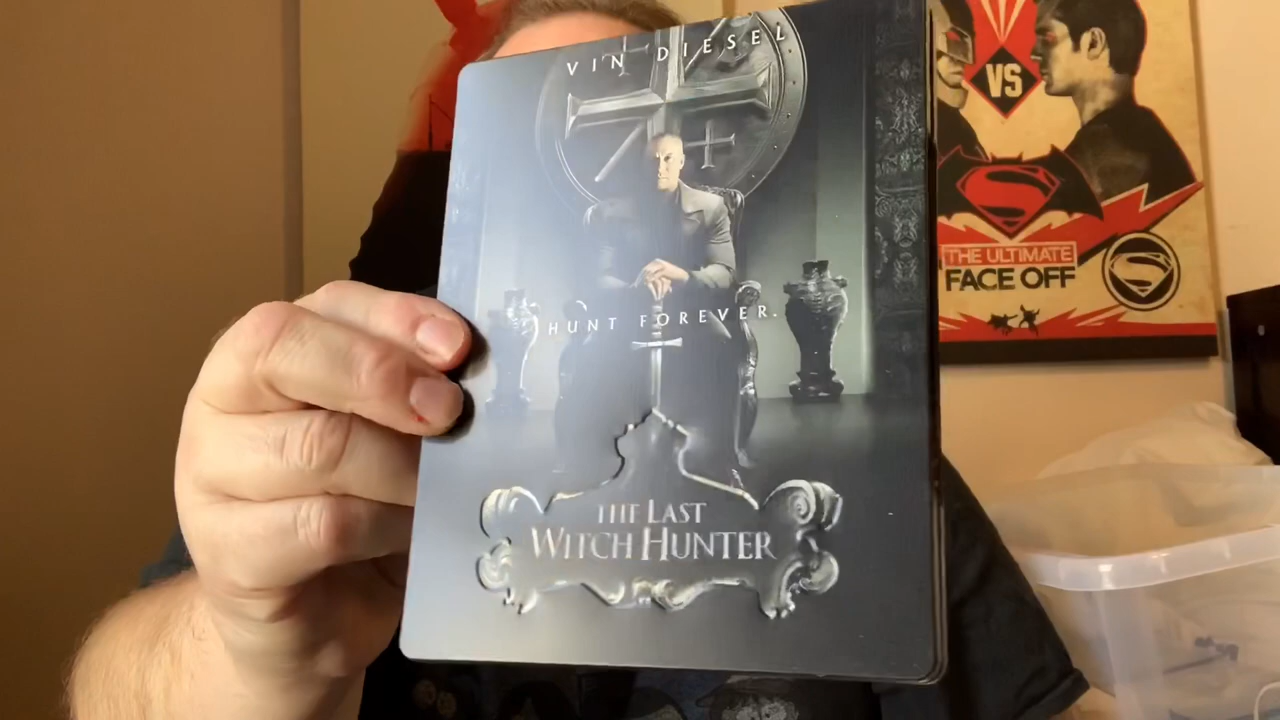 VIN DIESEL
HUNT FOREVER.
THE LAST
WITCH HUNTER
VS
THE ULTIMATE
FACE OFF